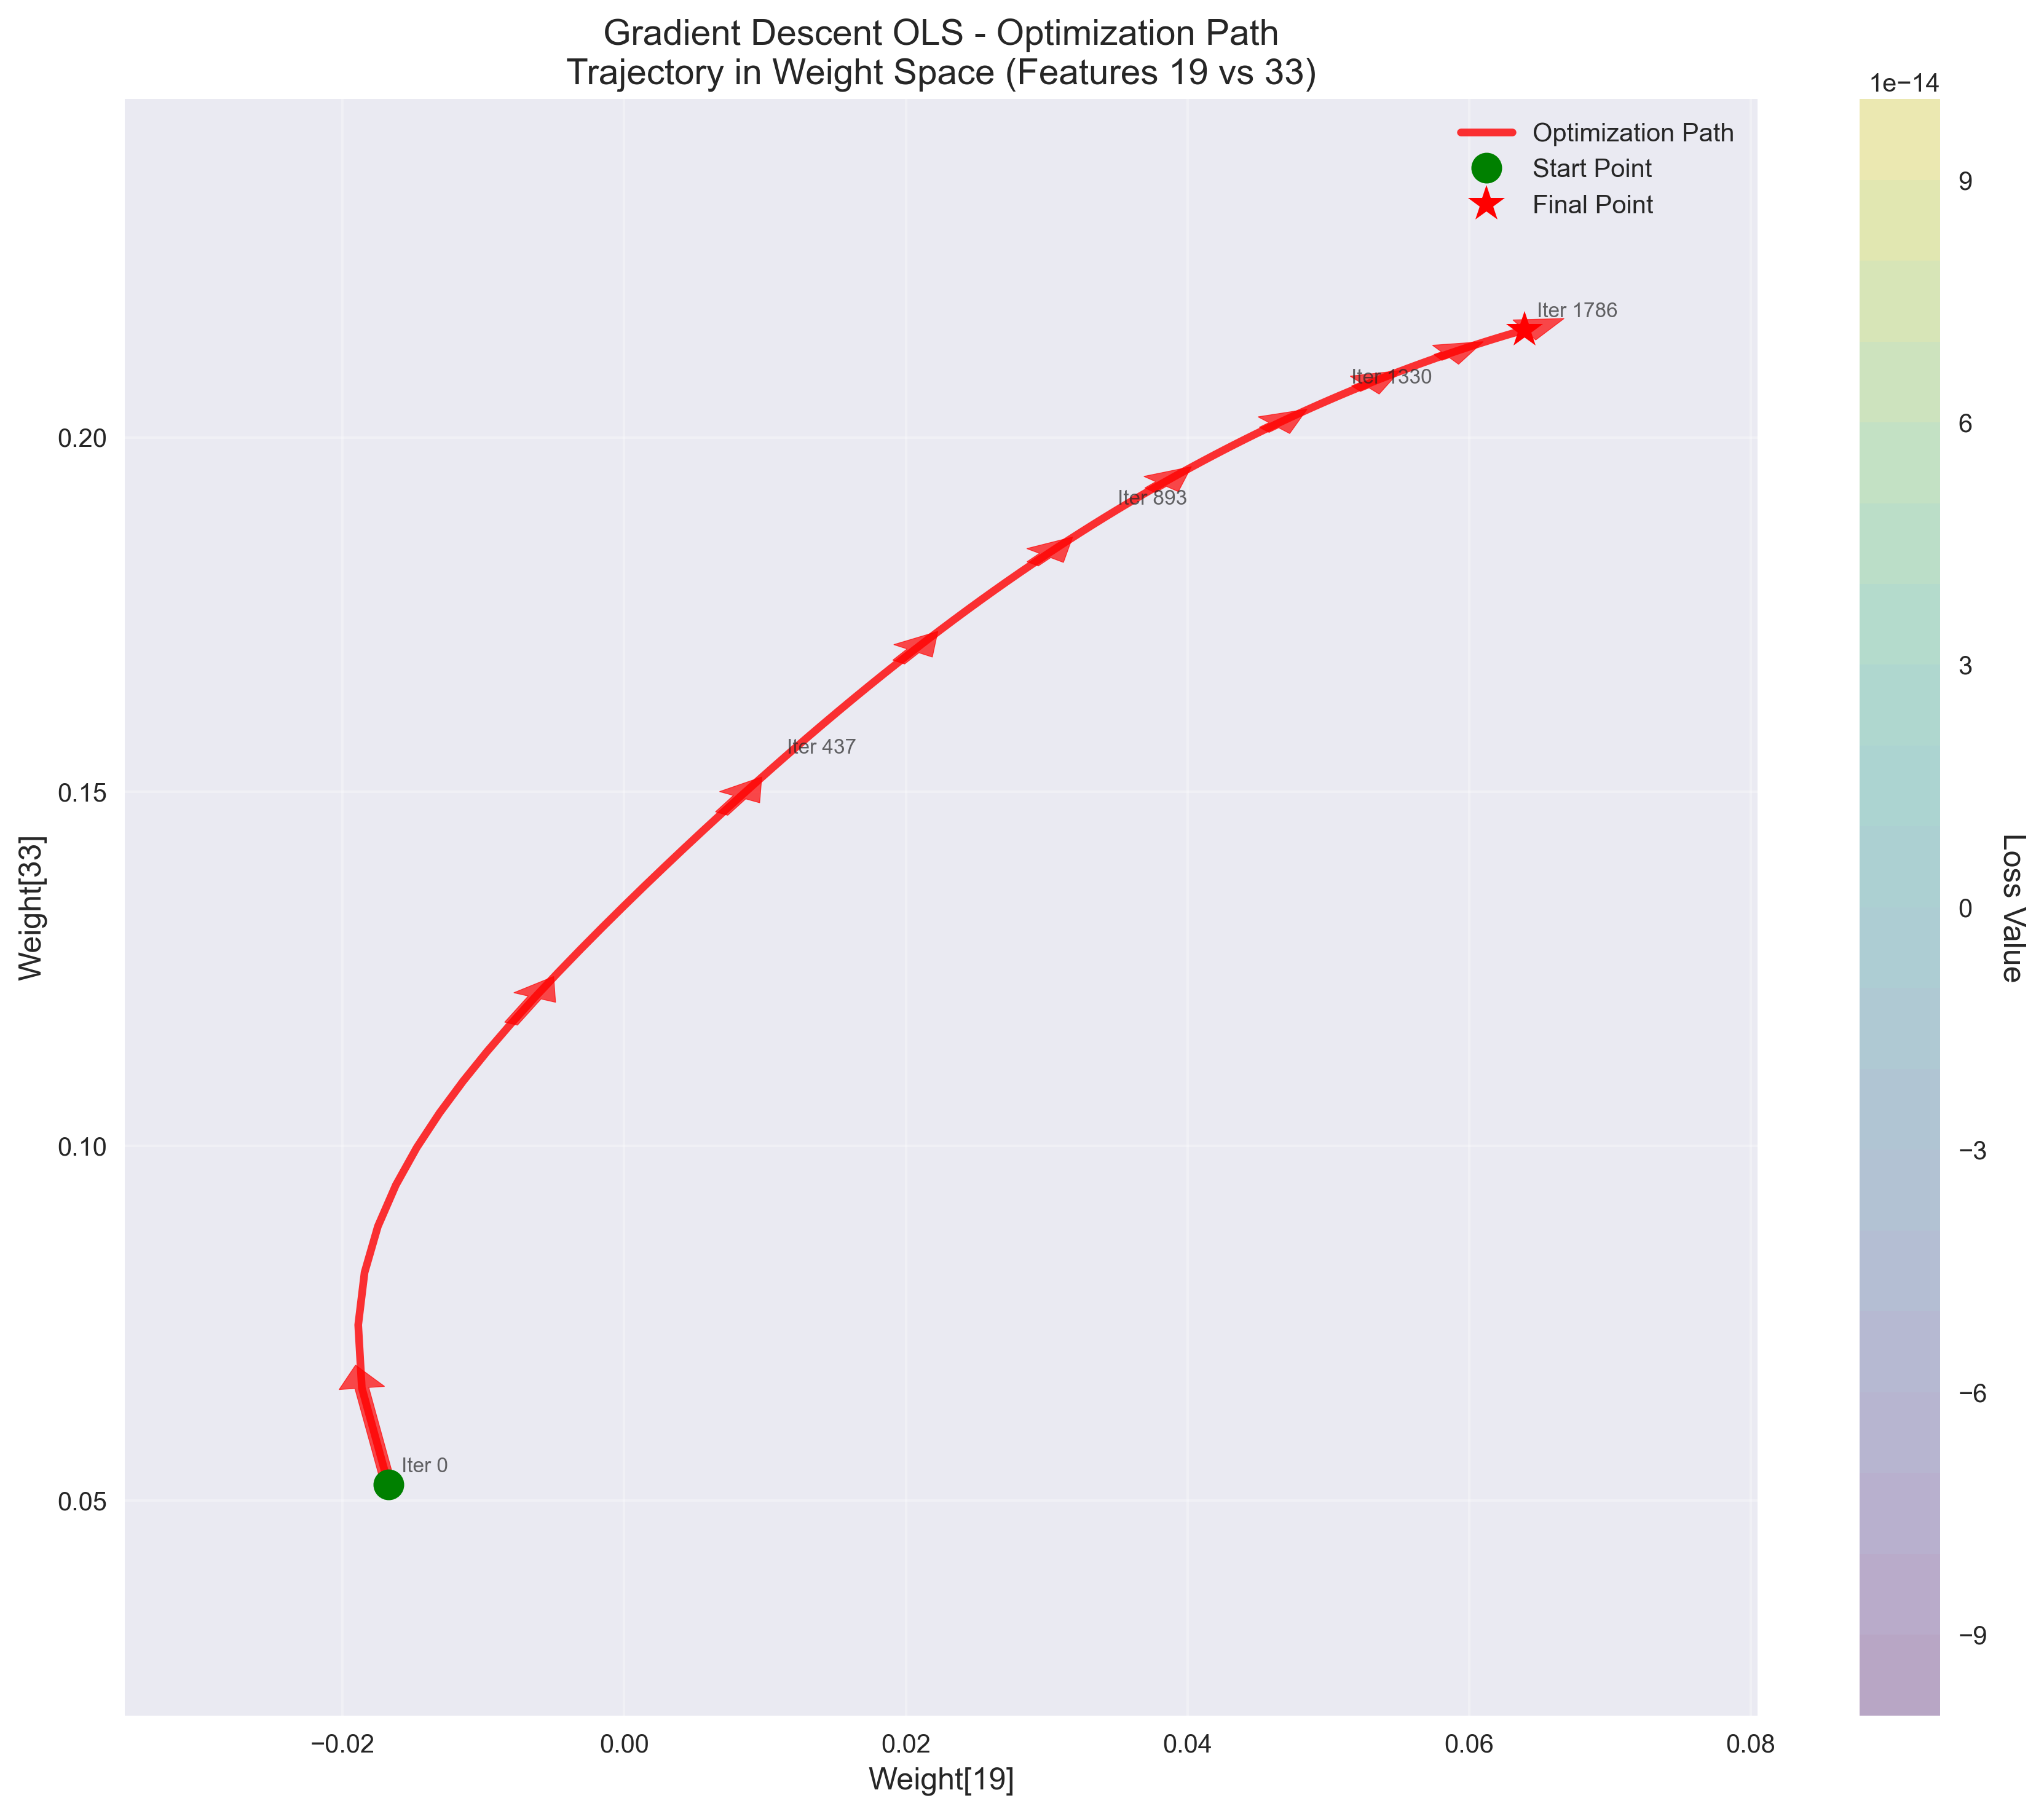 Gradient Descent OLS - Optimization Path
Trajectory in Weight Space (Features 19 vs 33)
1e−14
Optimization Path
Start Point
Final Point
Iter 1786
Iter 1330
Iter 893
Iter 437
Iter 0
0.20
0.15
0.10
0.05
Weight[33]
−0.02
0.00
0.02
0.04
0.06
0.08
Weight[19]
9
6
3
0
−3
−6
−9
Loss Value